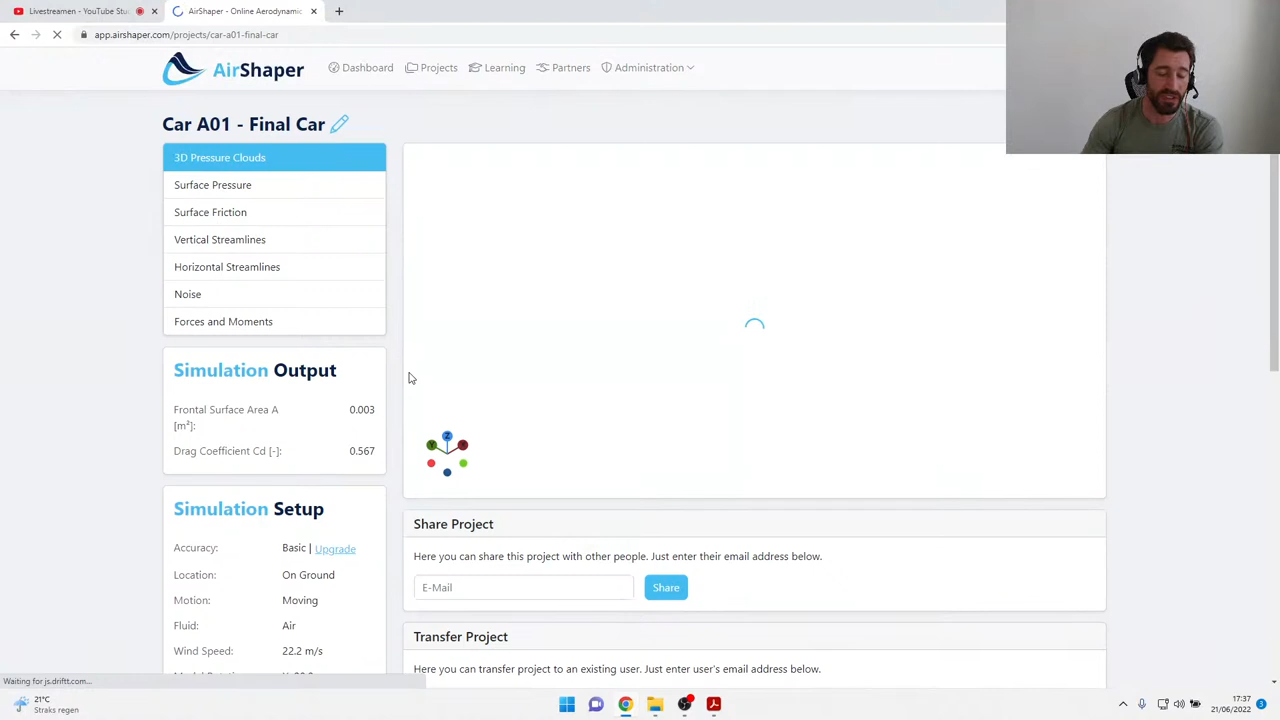 Livestreamen - YouTube Stu
AirShaper - Online Aerodynamic
app.airshaper.com/projects/car-a01-final-car
AirShaper
Dashboard
Projects
Learning
Partners
Administration
Car A01 - Final Car
3D Pressure Clouds
Surface Pressure
Surface Friction
Vertical Streamlines
Horizontal Streamlines
Noise
Forces and Moments
Simulation Output
Frontal Surface Area A 0.003
[m²]:
Drag Coefficient Cd [-]: 0.567
Simulation Setup
Accuracy: Basic | Upgrade
Location: On Ground
Motion: Moving
Fluid: Air
Wind Speed: 22.2 m/s
Z
Y
Share Project
Here you can share this project with other people. Just enter their email address below.
E-Mail
Share
Transfer Project
Here you can transfer project to an existing user. Just enter user's email address below.
Waiting for js.driftt.com...
21°C
Straks regen
17:37
21/06/2022
3